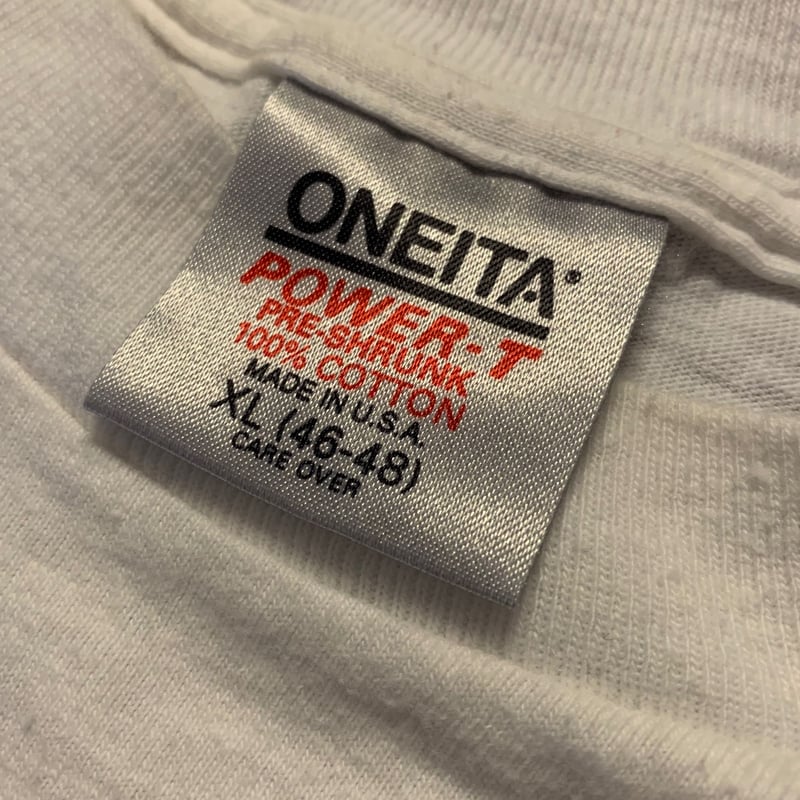 ONEITA
POWER-T
PRE-SHRUNK
100% COTTON
MADE IN U.S.A.
XL (46-48)
CARE OVER